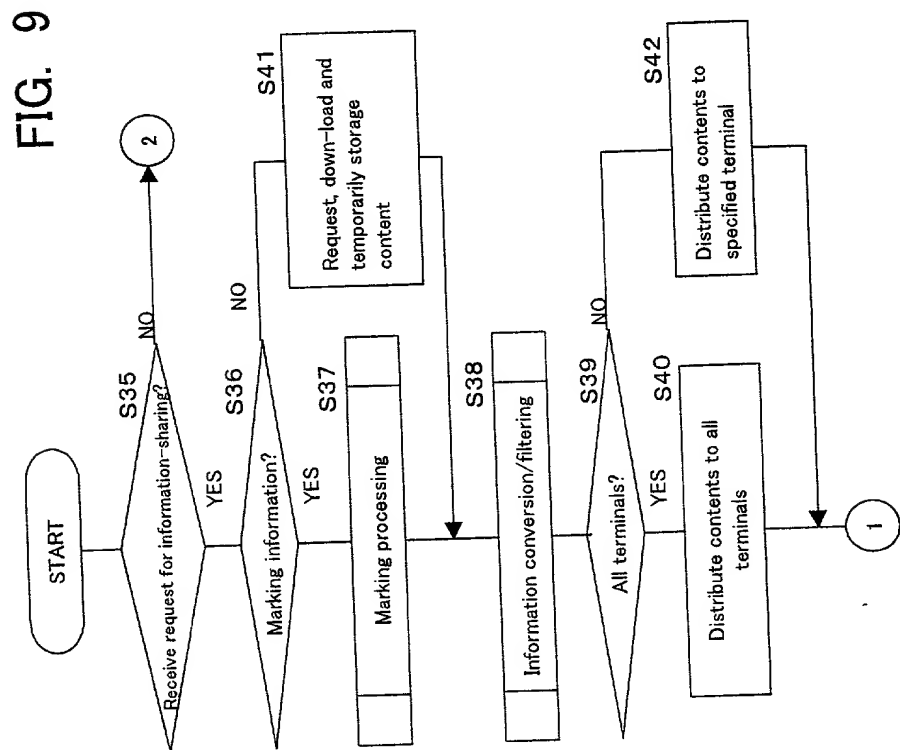 FIG. 9
START
S35
Receive request for information-sharing?
NO
2
YES
S36
Marking information?
NO
S41
Request, down-load and
temporarily storage
content
YES
S37
Marking processing
S38
Information conversion/filtering
S39
All terminals?
NO
S42
Distribute contents to
specified terminal
YES
S40
Distribute contents to all
terminals
1